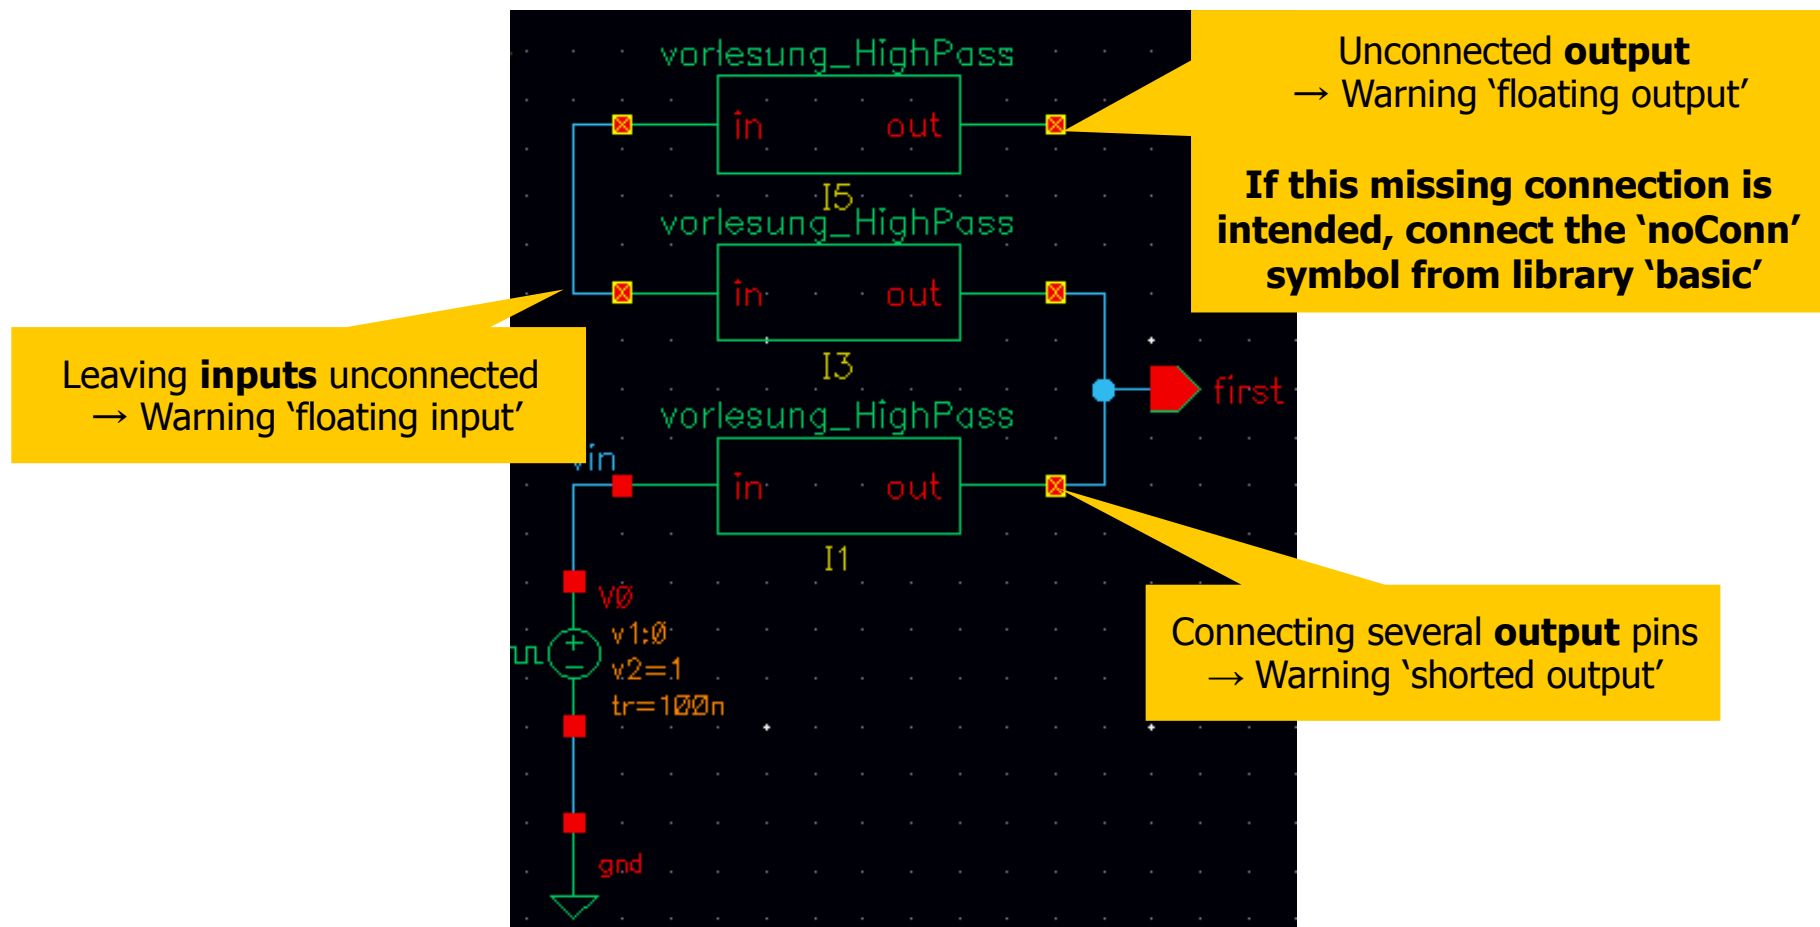 vorlesung_HighPass
in out
I5
vorlesung_HighPass
in out
I3
vorlesung_HighPass
vin
in out
I1
first
V0
v1:0
v2=1
tr=100n
gnd
Unconnected output
→ Warning ‘floating output’
If this missing connection is
intended, connect the ‘noConn’
symbol from library ‘basic’
Leaving inputs unconnected
→ Warning ‘floating input’
Connecting several output pins
→ Warning ‘shorted output’